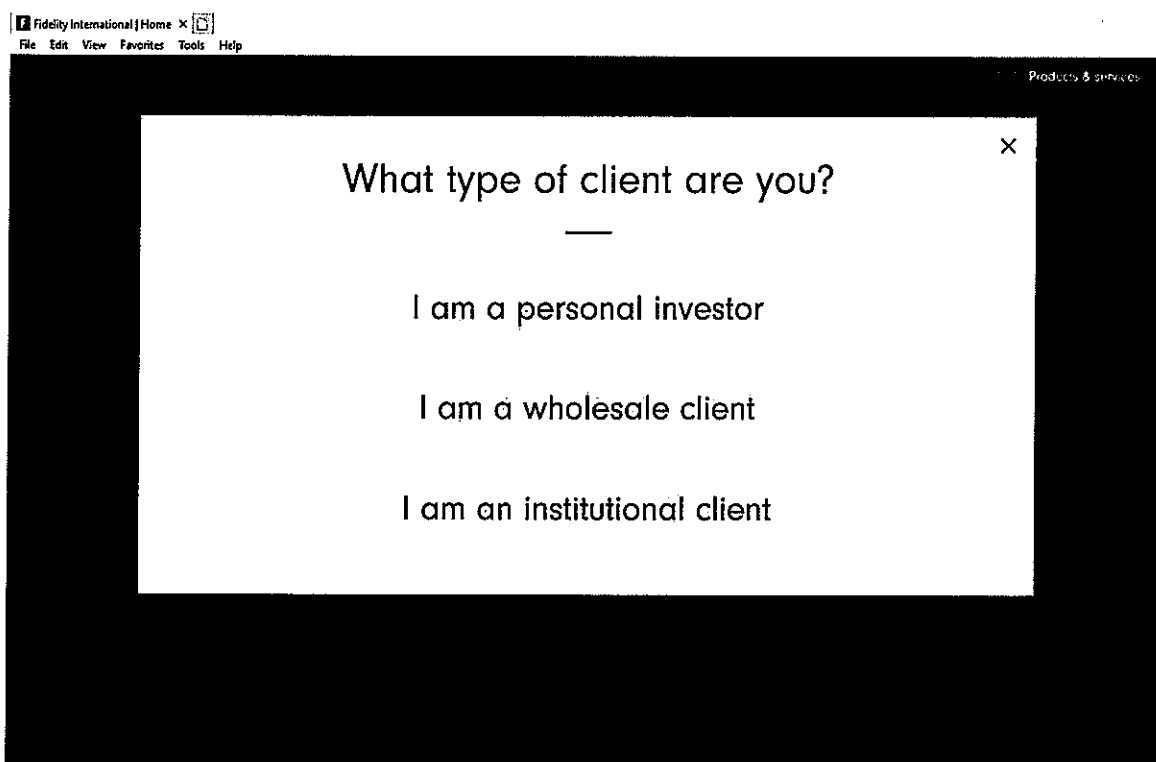 F Fidelity International | Home X
File Edit View Favorites Tools Help
Products & services
What type of client are you?
I am a personal investor
I am a wholesale client
I am an institutional client